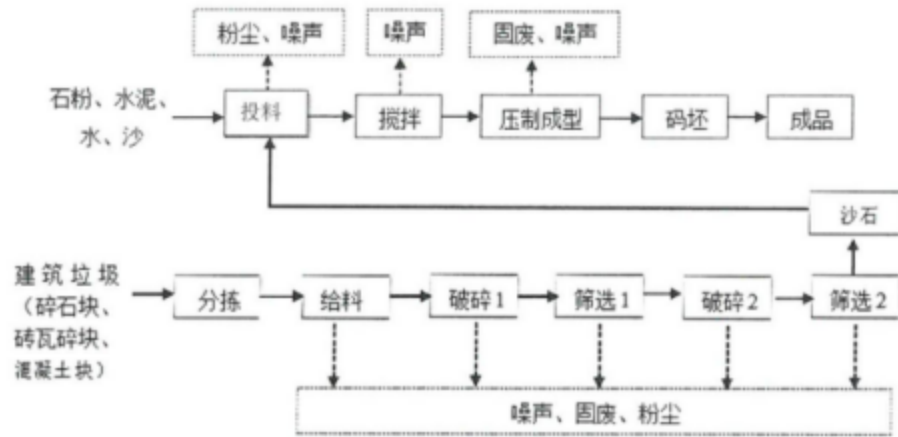 粉尘、噪声
噪声
固废、噪声
石粉、水泥、
水、沙
投料
搅拌
压制成型
码坯
成品
沙石
建筑垃圾
（碎石块、
砖瓦碎块、
混凝土块）
分拣
给料
破碎1
筛选1
破碎2
筛选2
噪声、固废、粉尘